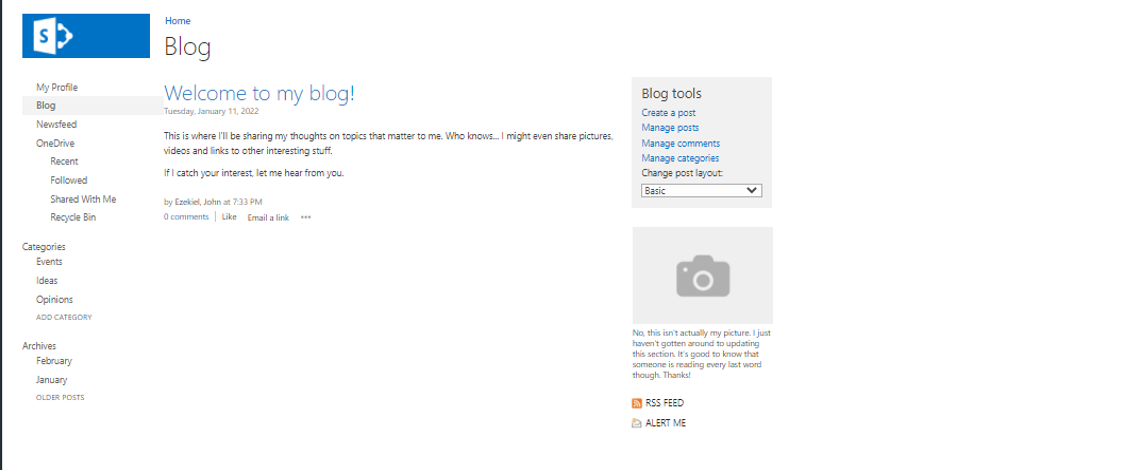 S
Home
Blog
My Profile
Blog
Newsfeed
OneDrive
Recent
Followed
Shared With Me
Recycle Bin
Categories
Events
Ideas
Opinions
ADD CATEGORY
Archives
February
January
OLDER POSTS
Welcome to my blog!
Tuesday, January 11, 2022
This is where I'll be sharing my thoughts on topics that matter to me. Who knows... I might even share pictures,
videos and links to other interesting stuff.
If I catch your interest, let me hear from you.
by Ezekiel, John at 7:33 PM
0 comments | Like Email a link •••
Blog tools
Create a post
Manage posts
Manage comments
Manage categories
Change post layout:
Basic
No, this isn't actually my picture. I just
haven't gotten around to updating
this section. It's good to know that
someone is reading every last word
though. Thanks!
RSS FEED
ALERT ME